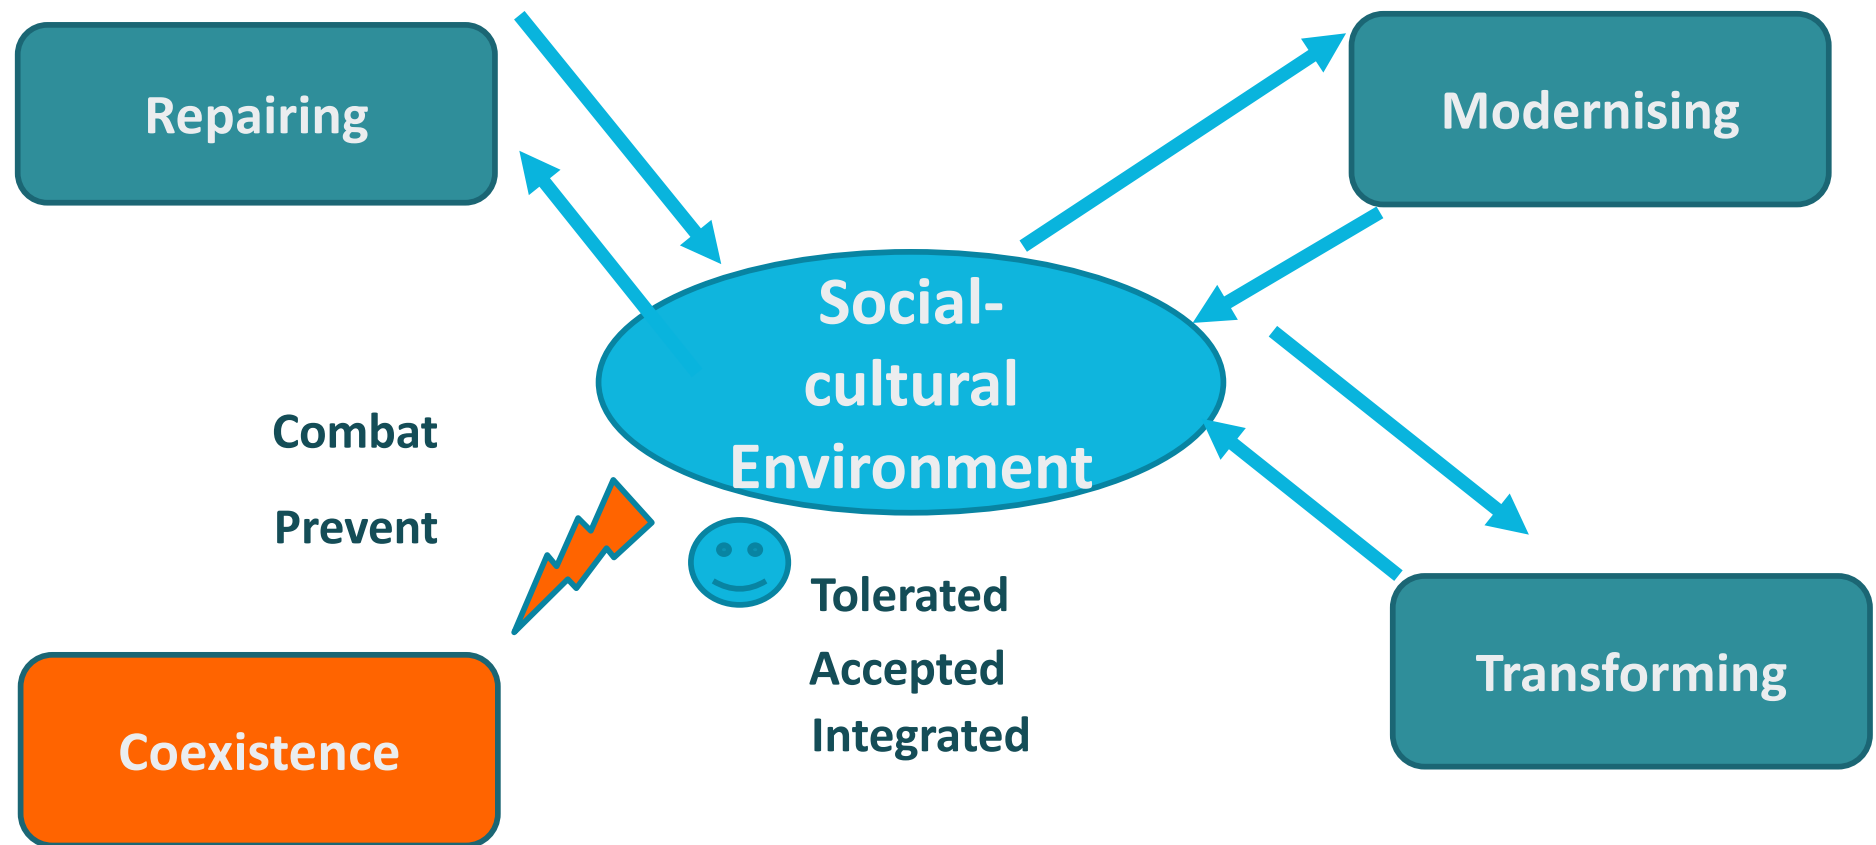 Repairing
Modernising
Social-
cultural
Environment
Combat
Prevent
Tolerated
Accepted
Integrated
Transforming
Coexistence